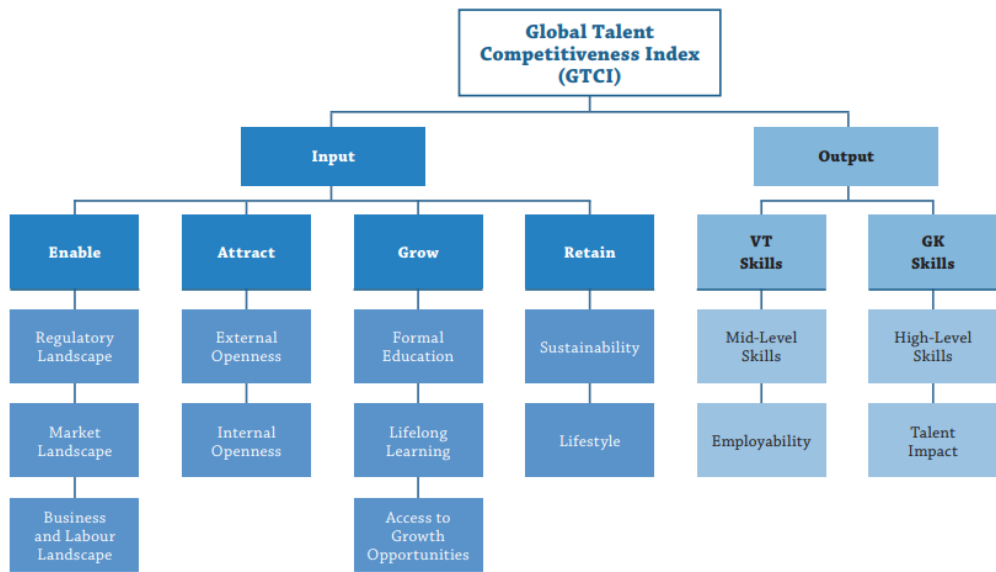 Global Talent
Competitiveness Index
(GTCI)
Input
Output
Enable
Attract
Grow
Retain
VT
Skills
GK
Skills
Regulatory
Landscape
External
Openness
Formal
Education
Sustainability
Mid-Level
Skills
High-Level
Skills
Market
Landscape
Internal
Openness
Lifelong
Learning
Lifestyle
Employability
Talent
Impact
Business
and Labour
Landscape
Access to
Growth
Opportunities